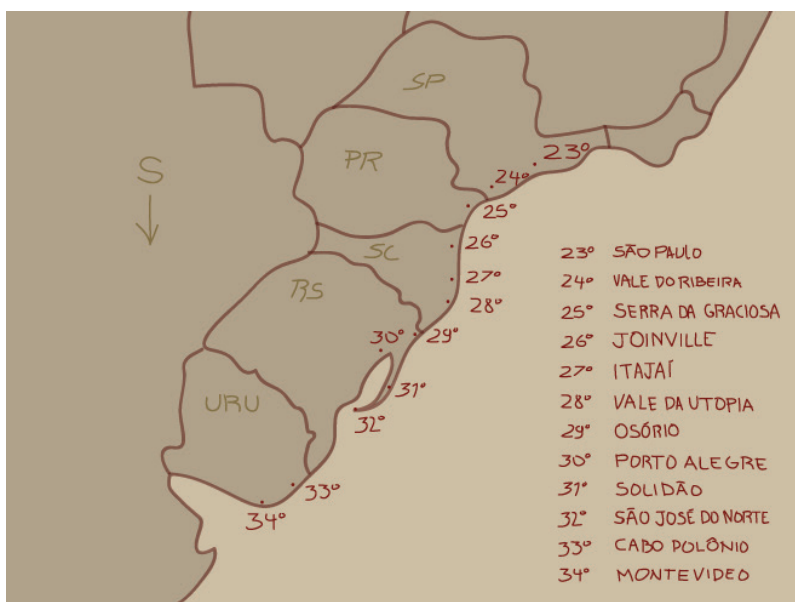 SP
PR
S
23°
24°
25°
SC
26°
RS
27°
28°
30°
29°
URU
31°
32°
33°
34°
23° SÃO PAULO
24° VALE DO RIBEIRA
25° SERRA DA GRACIOSA
26° JOINVILLE
27° ITAJAÍ
28° VALE DA UTOPIA
29° OSÓRIO
30° PORTO ALEGRE
31° SOLIDÃO
32° SÃO JOSÉ DO NORTE
33° CABO POLÔNIO
34° MONTEVIDEO